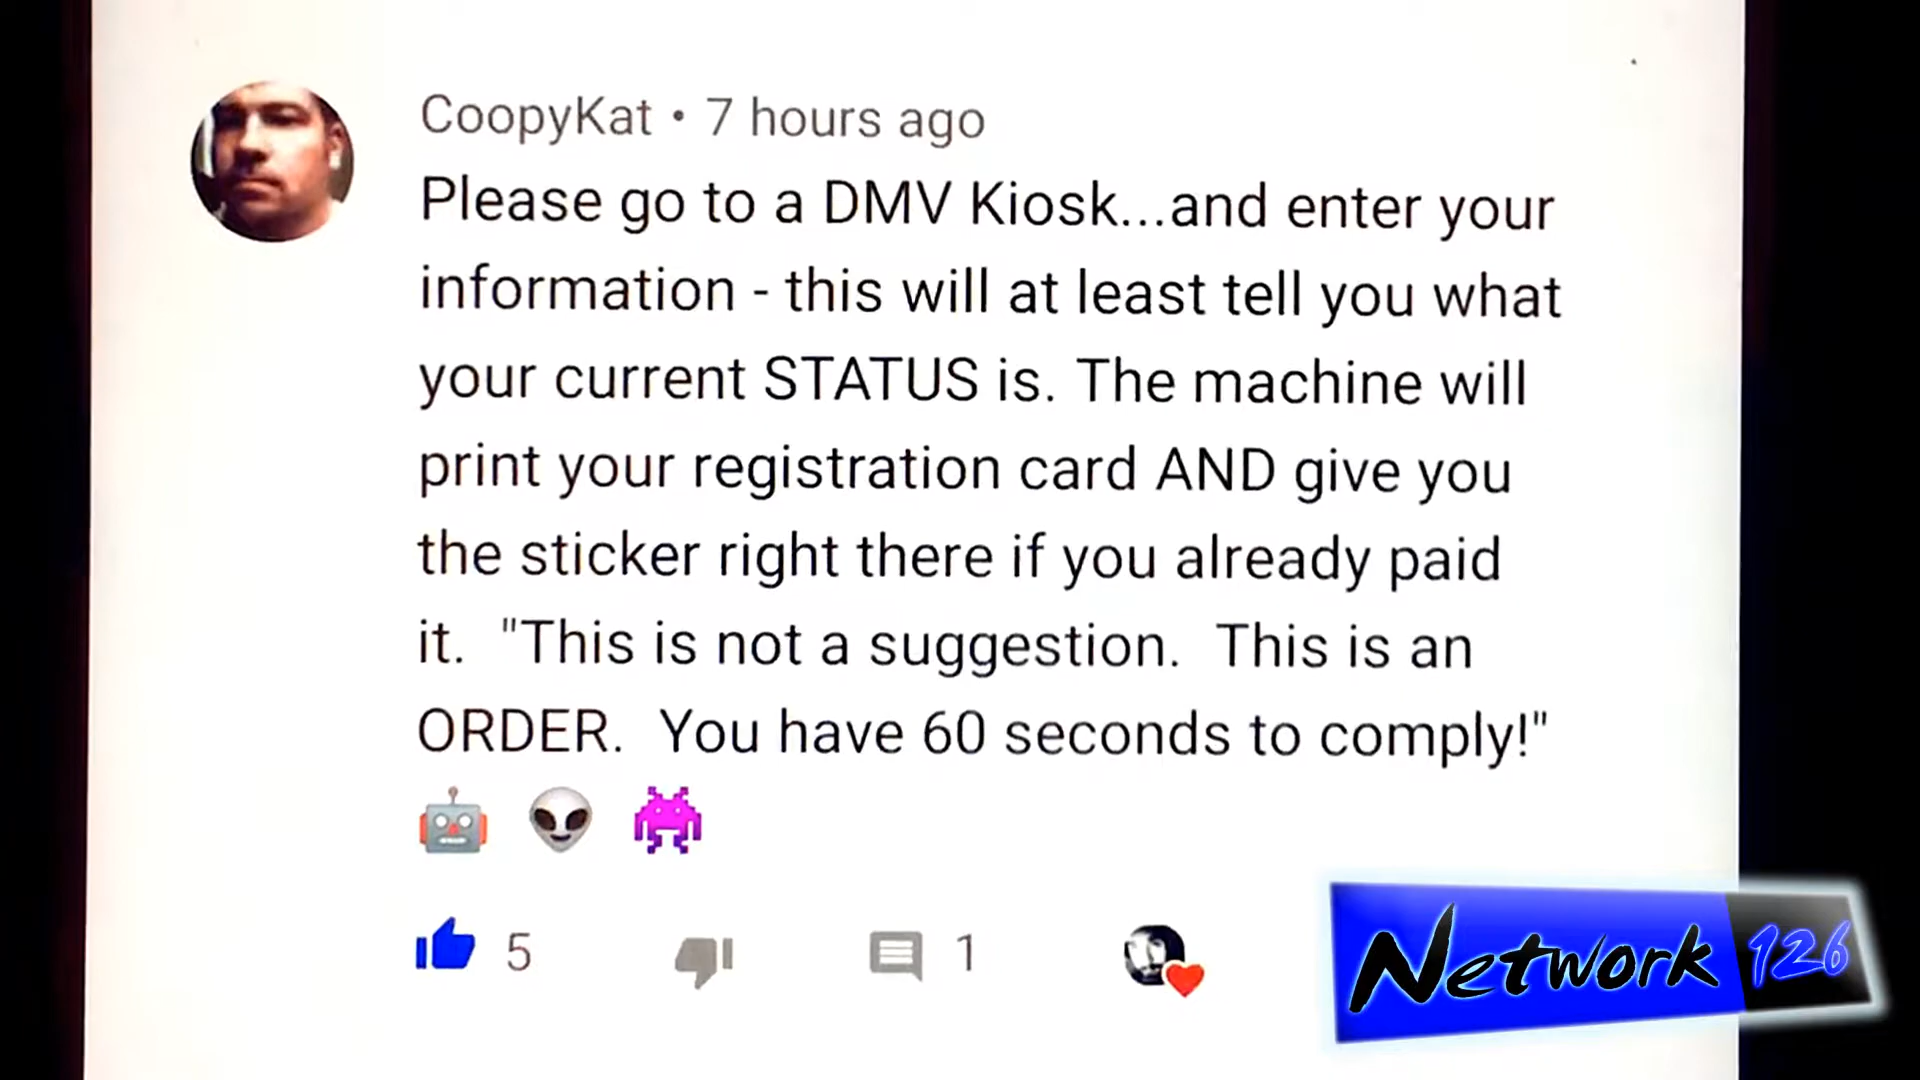 CoopyKat • 7 hours ago
Please go to a DMV Kiosk...and enter your
information - this will at least tell you what
your current STATUS is. The machine will
print your registration card AND give you
the sticker right there if you already paid
it.  "This is not a suggestion.  This is an
ORDER.  You have 60 seconds to comply!"
🤖 👽 👾
5 1
Network 126